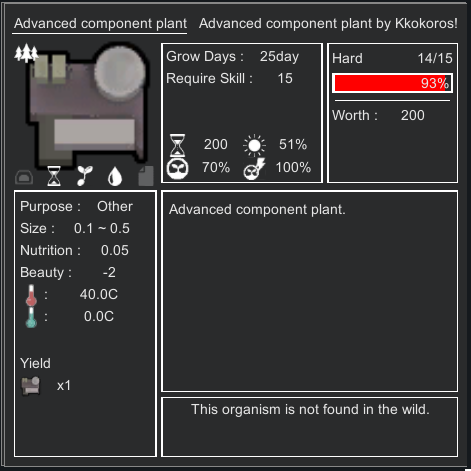 Advanced component plant Advanced component plant by Kkokoros!
Grow Days : 25day
Require Skill : 15
200 51%
70% 100%
Hard 14/15
93%
Worth : 200
Purpose : Other
Size : 0.1 ~ 0.5
Nutrition : 0.05
Beauty : -2
: 40.0C
: 0.0C
Yield
x1
Advanced component plant.
This organism is not found in the wild.